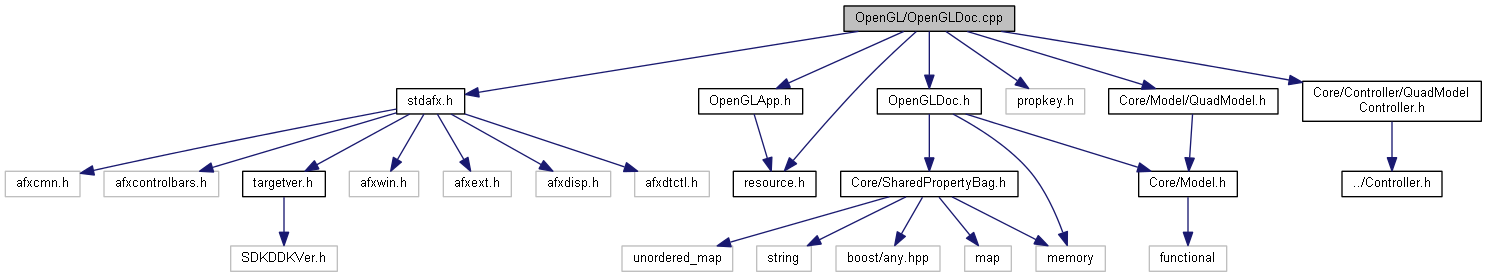 OpenGL/OpenGLDoc.cpp
stdafx.h
OpenGLApp.h
OpenGLDoc.h
propkey.h
Core/Model/QuadModel.h
Core/Controller/QuadModel
Controller.h
afxcmn.h
afxcontrolbars.h
targetver.h
afxwin.h
afxext.h
afxdisp.h
afxdtctl.h
resource.h
Core/SharedPropertyBag.h
Core/Model.h
../Controller.h
SDKDDKVer.h
unordered_map
string
boost/any.hpp
map
memory
functional